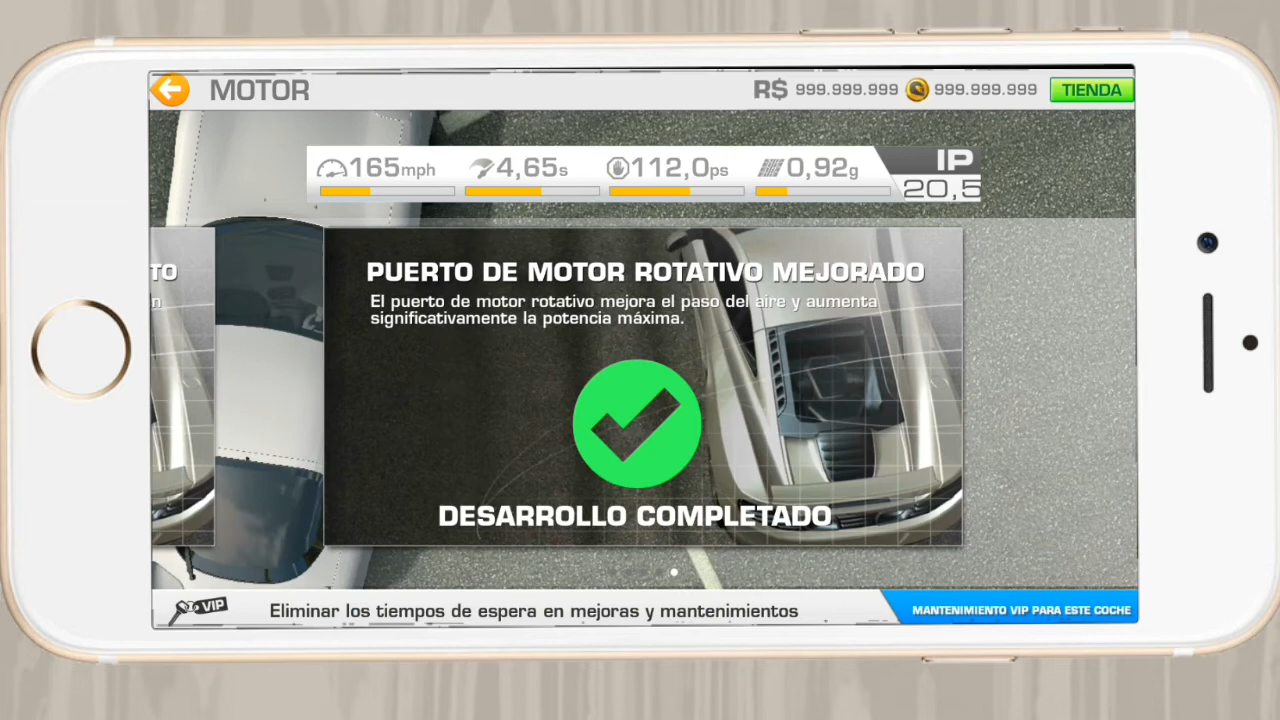 MOTOR
R$ 999.999.999 999.999.999 TIENDA
165mph 4,65s 112,0ps 0,92g IP
20,5
TO
n
PUERTO DE MOTOR ROTATIVO MEJORADO
El puerto de motor rotativo mejora el paso del aire y aumenta
significativamente la potencia máxima.
DESARROLLO COMPLETADO
VIP
Eliminar los tiempos de espera en mejoras y mantenimientos
MANTENIMIENTO VIP PARA ESTE COCHE